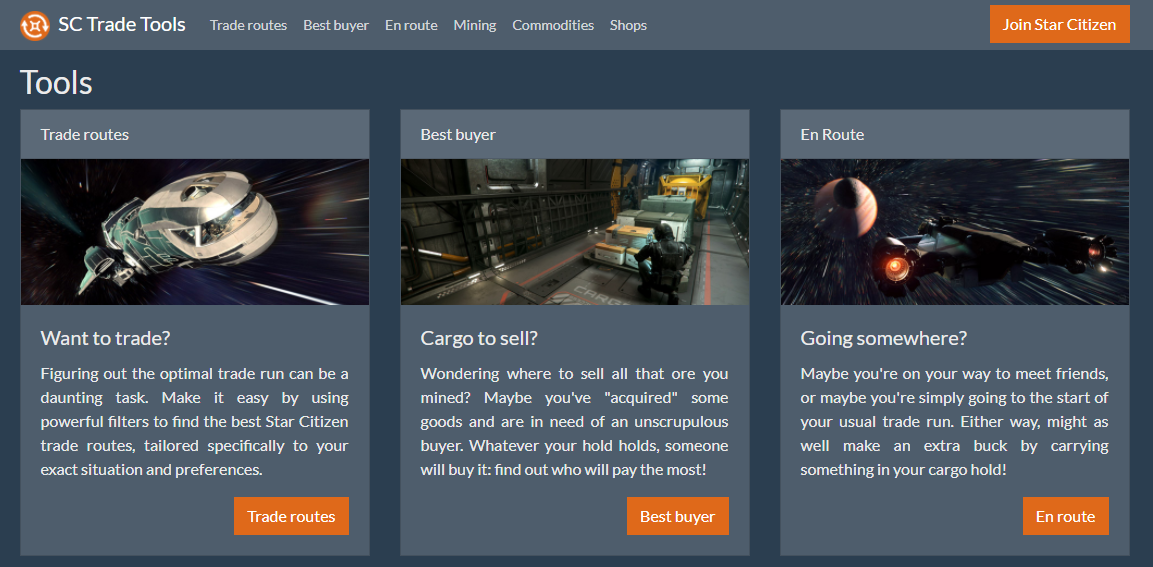 SC Trade Tools
Trade routes
Best buyer
En route
Mining
Commodities
Shops
Join Star Citizen
Tools
Trade routes
Want to trade?
Figuring out the optimal trade run can be a
daunting task. Make it easy by using
powerful filters to find the best Star Citizen
trade routes, tailored specifically to your
exact situation and preferences.
Trade routes
Best buyer
CARGO
Cargo to sell?
Wondering where to sell all that ore you
mined? Maybe you've "acquired" some
goods and are in need of an unscrupulous
buyer. Whatever your hold holds, someone
will buy it: find out who will pay the most!
Best buyer
En Route
Going somewhere?
Maybe you're on your way to meet friends,
or maybe you're simply going to the start of
your usual trade run. Either way, might as
well make an extra buck by carrying
something in your cargo hold!
En route